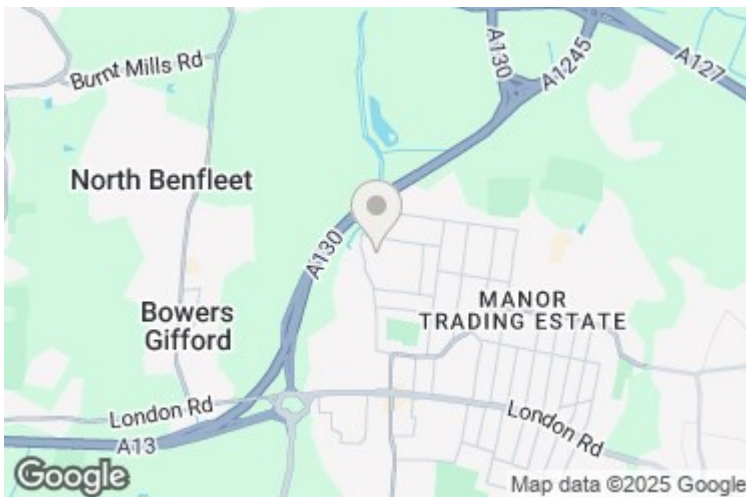 A130
A1245
A127
Burnt Mills Rd
North Benfleet
A130
Bowers
Gifford
MANOR
TRADING ESTATE
London Rd
London Rd
A13
Google
Map data ©2025 Google